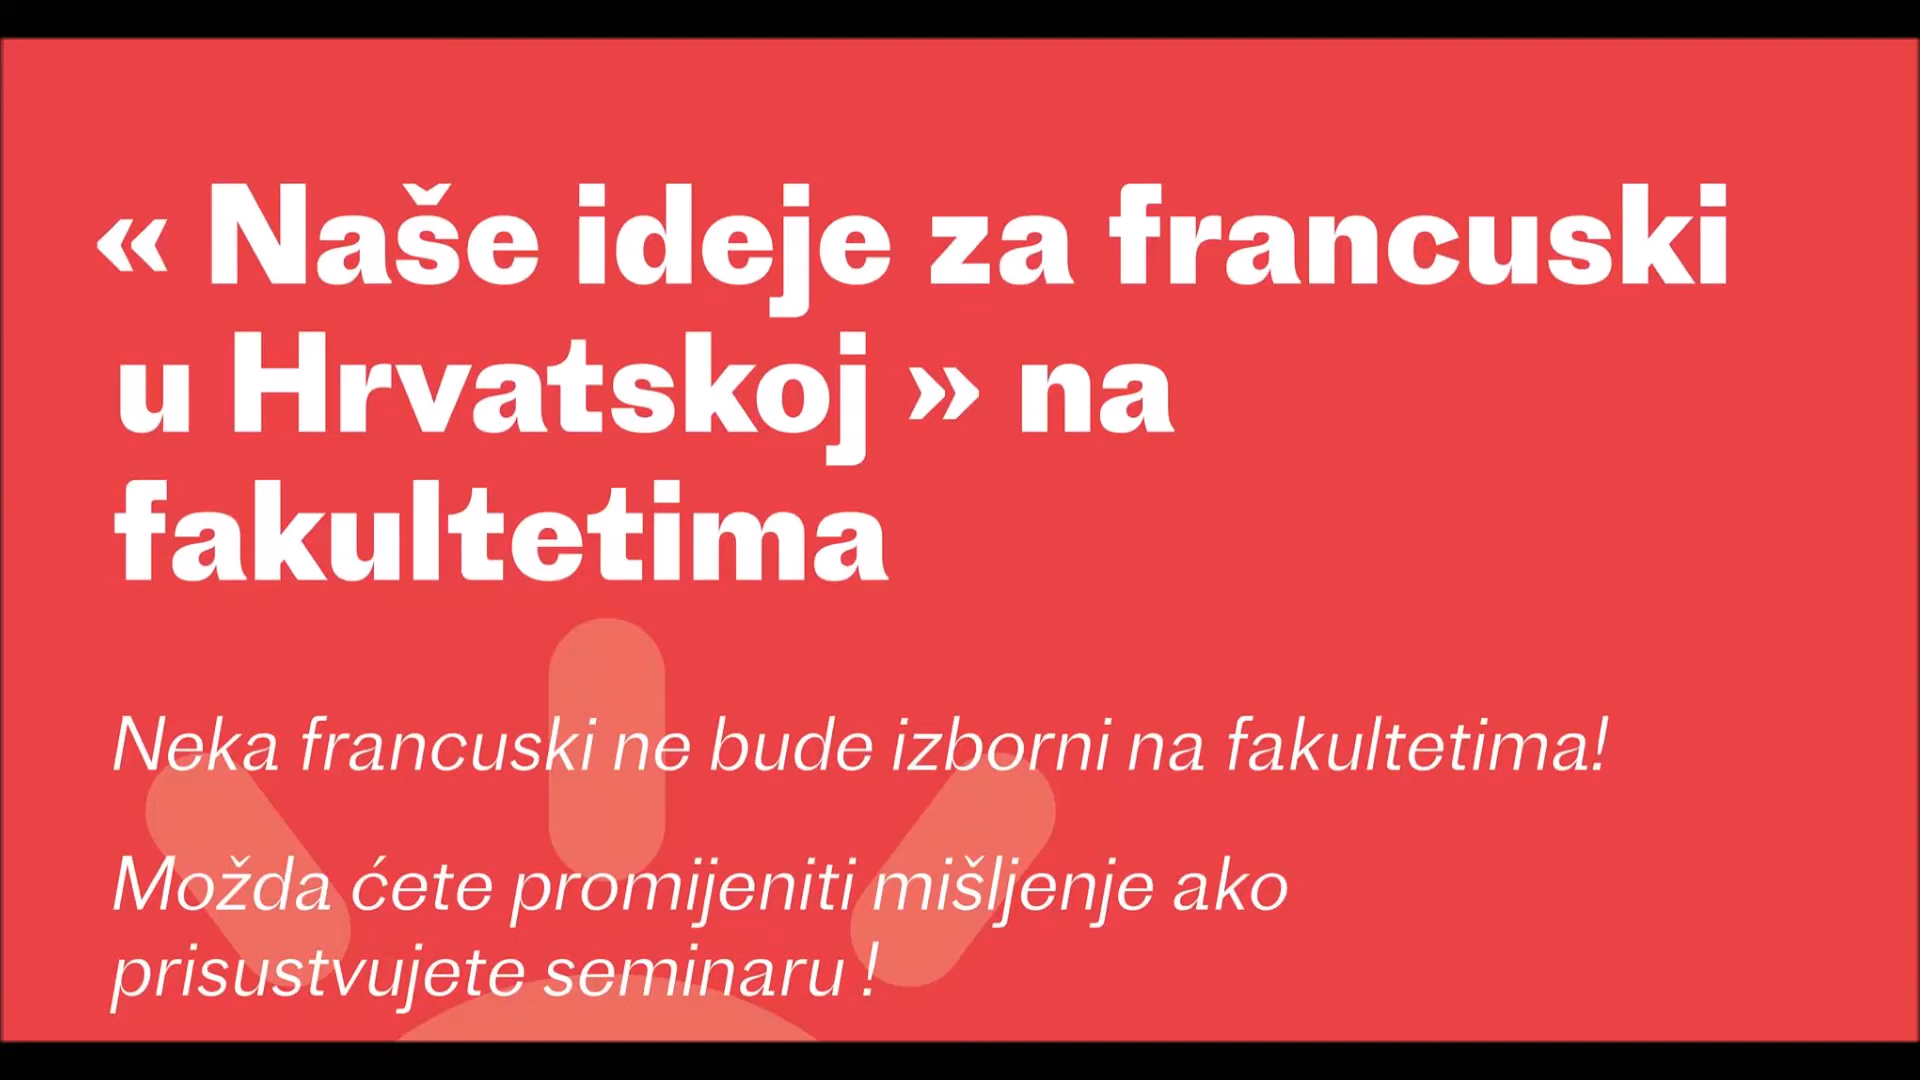 « Naše ideje za francuski
u Hrvatskoj » na
fakultetima
Neka francuski ne bude izborni na fakultetima!
Možda ćete promijeniti mišljenje ako
prisustvujete seminaru !